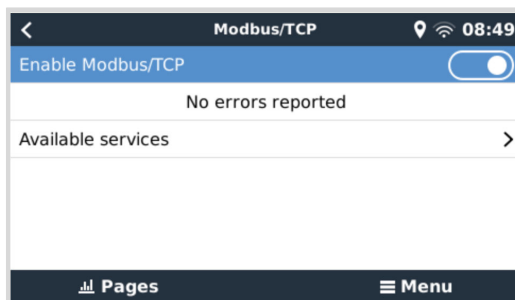 Modbus/TCP 08:49
Enable Modbus/TCP
No errors reported
Available services
Pages Menu